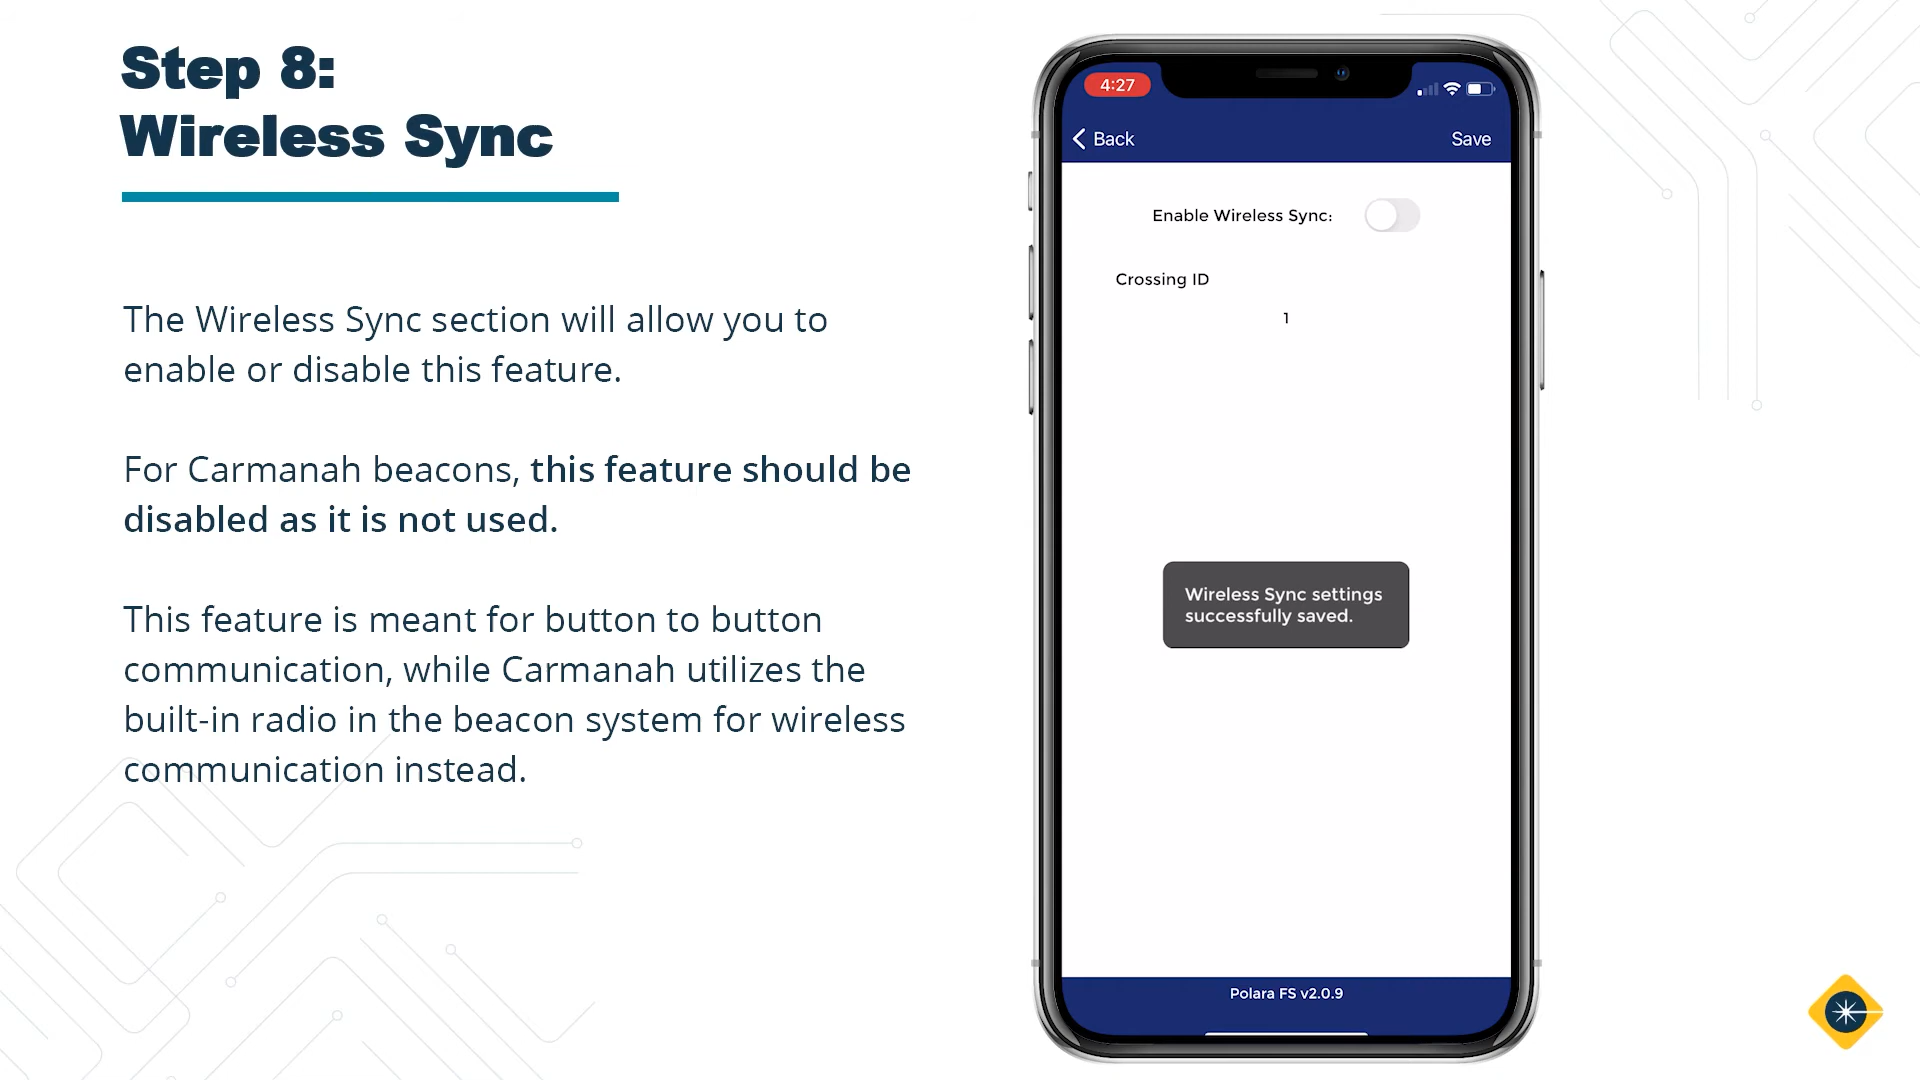 Step 8:
Wireless Sync
The Wireless Sync section will allow you to
enable or disable this feature.
For Carmanah beacons, this feature should be
disabled as it is not used.
This feature is meant for button to button
communication, while Carmanah utilizes the
built-in radio in the beacon system for wireless
communication instead.
4:27
Back
Save
Enable Wireless Sync:
Crossing ID
1
Wireless Sync settings
successfully saved.
Polara FS v2.0.9